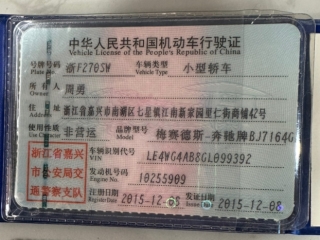 中华人民共和国机动车行驶证
Vehicle License of the People's Republic of China
号牌号码 浙F270SW 车辆类型 小型轿车
Plate No. Vehicle Type
所有人 周勇
Owner
住址 浙江省嘉兴市南湖区七星镇江南新家园里仁街商铺42号
Address
使用性质 非营运 品牌型号 梅赛德斯-奔驰牌BJ7164G
Use Character Model
浙江省嘉兴市公安局交通警察支队
车辆识别代号 LE4WG4AB8GL099392
VIN
发动机号码 10255909
Engine No.
注册日期 2015-12-08 发证日期 2015-12-08
Register Date Issue Date